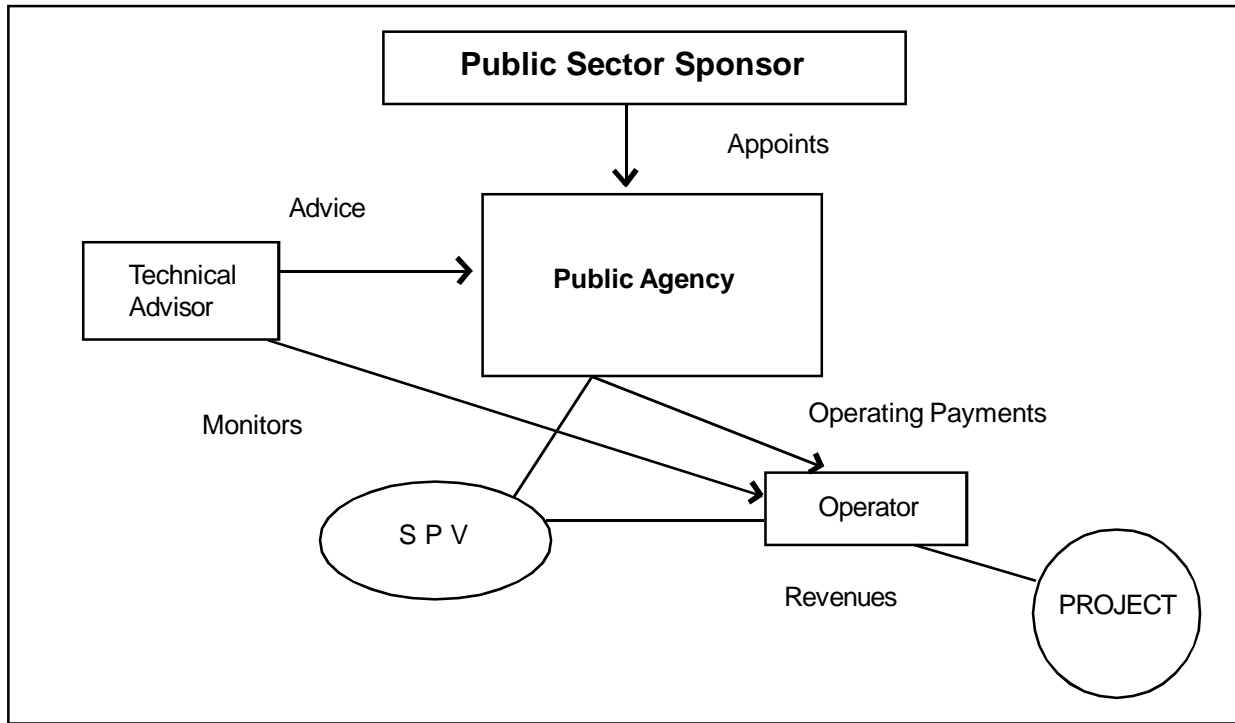 Public Sector Sponsor
Appoints
Advice
Technical
Advisor
Public Agency
Monitors
Operating Payments
S P V
Operator
Revenues
PROJECT